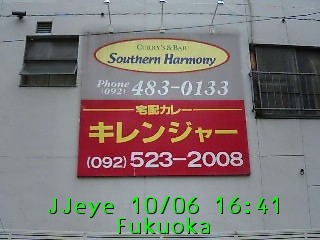 CURRY'S & BAR
Southern Harmony
Phone (092) 483-0133
宅配カレー
キレンジャー
(092) 523-2008
JJeye 10/06 16:41
Fukuoka